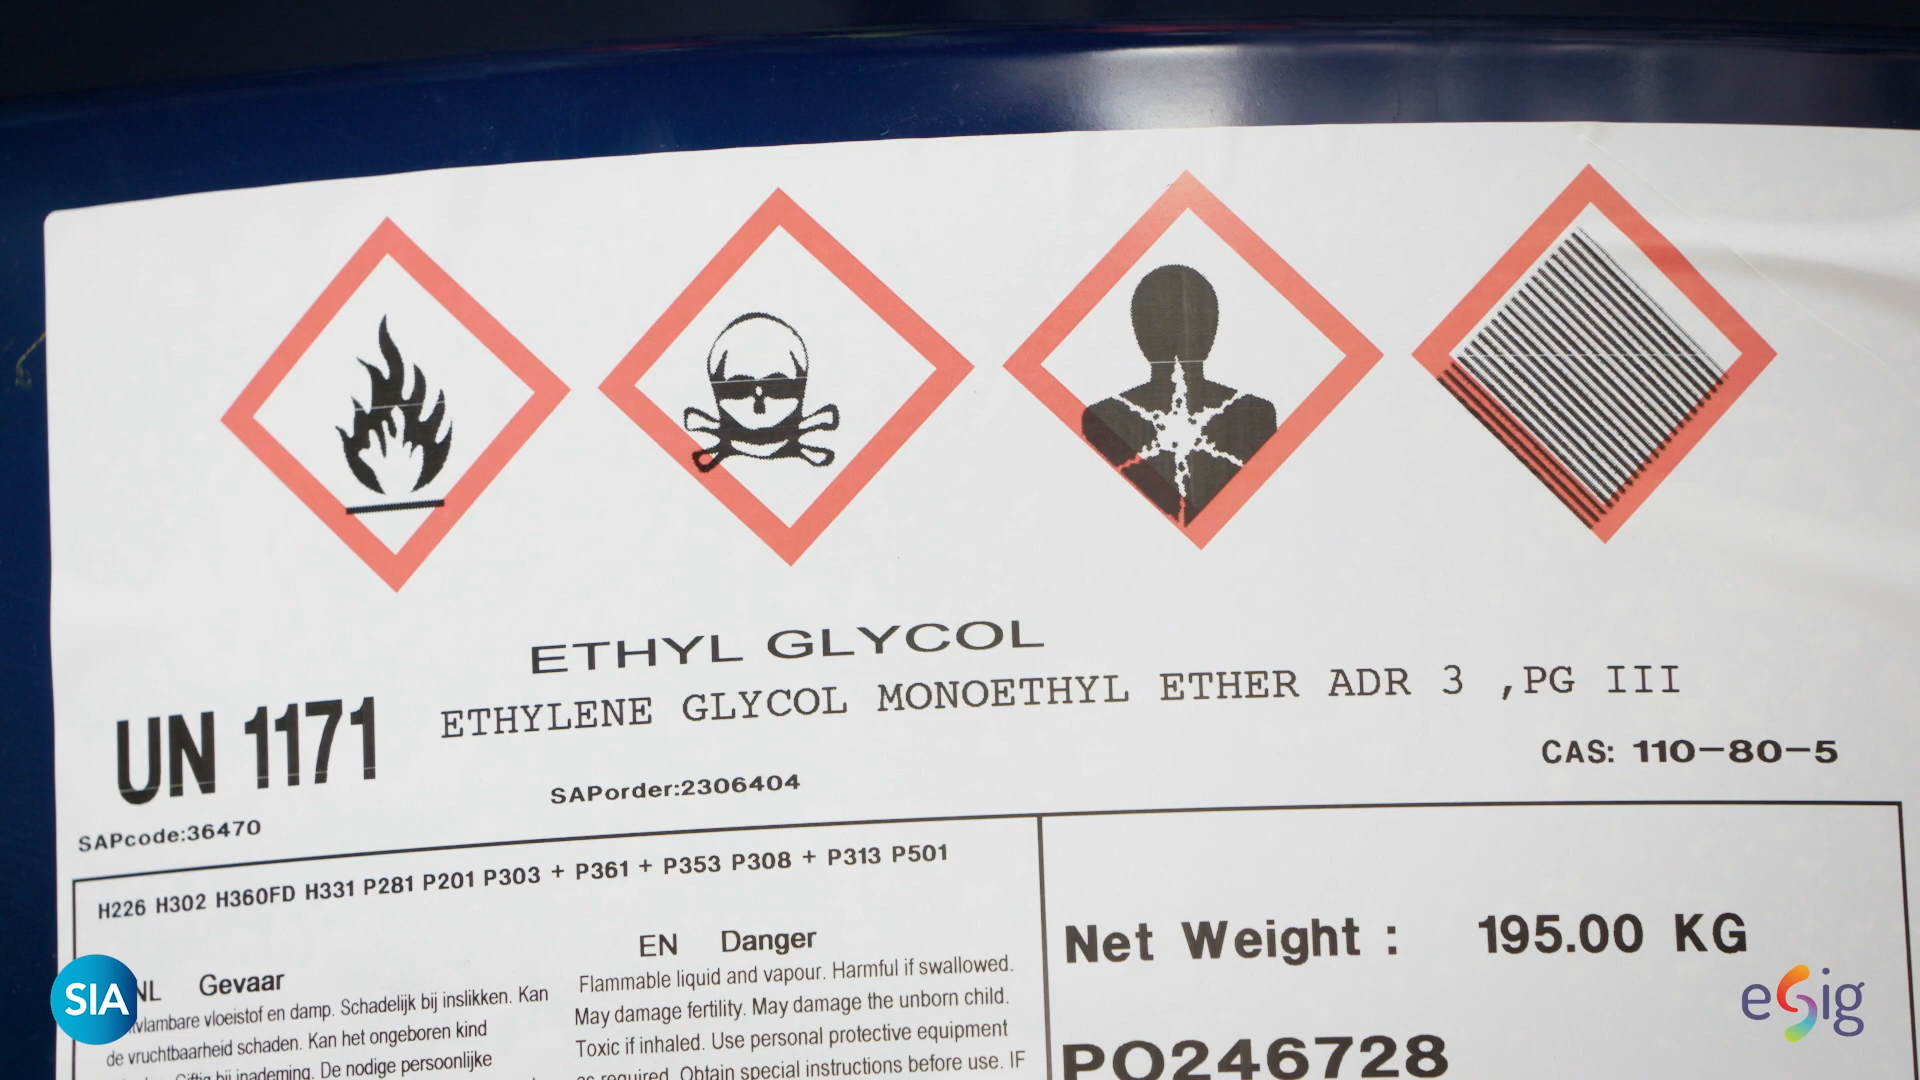 ETHYL GLYCOL
UN 1171 ETHYLENE GLYCOL MONOETHYL ETHER ADR 3 ,PG III
CAS: 110-80-5
SAPorder:2306404
SAPcode:36470
H226 H302 H360FD H331 P281 P201 P303 + P361 + P353 P308 + P313 P501
NL Gevaar
vlambare vloeistof en damp. Schadelijk bij inslikken. Kan
de vruchtbaarheid schaden. Kan het ongeboren kind
Giftig bij inademing. De nodige persoonlijke
EN Danger
Flammable liquid and vapour. Harmful if swallowed.
May damage fertility. May damage the unborn child.
Toxic if inhaled. Use personal protective equipment
as required. Obtain special instructions before use. IF
Net Weight : 195.00 KG
PO246728
SIA
esig